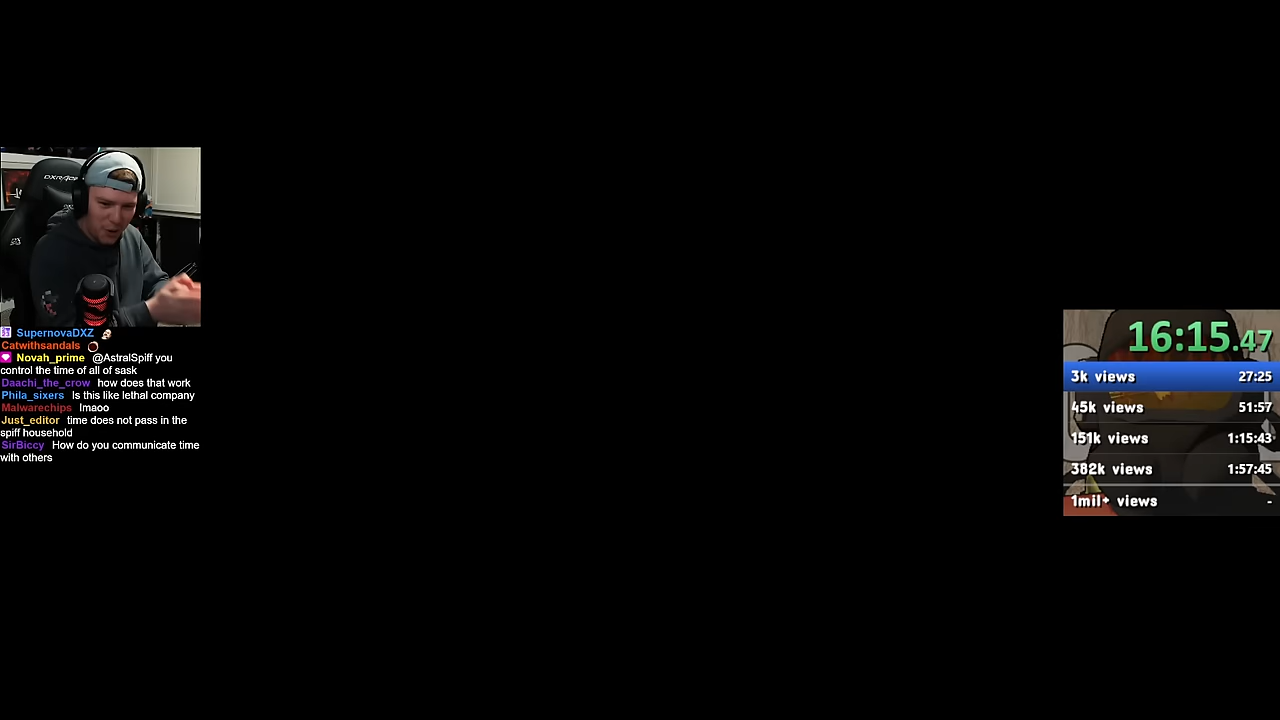 DXRACER
SupernovaDXZ
Catwithsandals
Novah_prime @AstralSpiff you
control the time of all of sask
Daachi_the_crow how does that work
Phila_sixers Is this like lethal company
Malwarechips lmaoo
Just_editor time does not pass in the
spiff household
SirBiccy How do you communicate time
with others
16:15.47
3k views 27:25
45k views 51:57
151k views 1:15:43
382k views 1:57:45
1mil+ views -